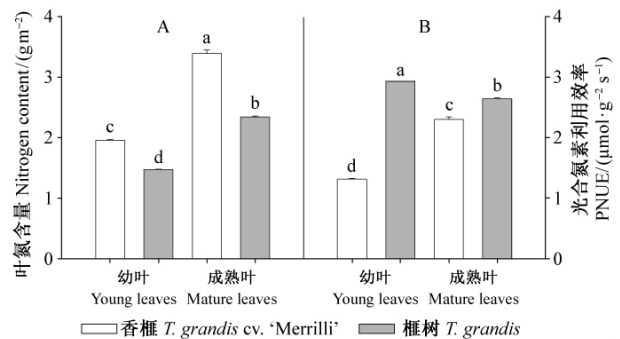 叶氮含量 Nitrogen content/(gm⁻²)
4
3
2
1
0
A
c
d
a
b
B
d
a
c
b
4
3
2
1
0
光合氮素利用效率
PNUE/(μmol·g⁻² s⁻¹)
幼叶 成熟叶 幼叶 成熟叶
Young leaves Mature leaves Young leaves Mature leaves
香榧 T. grandis cv. ‘Merrilli’ 榧树 T. grandis